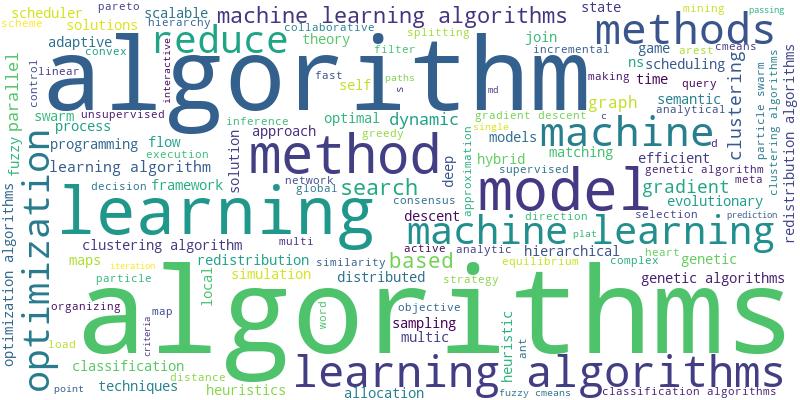 pareto
scheduler
scalable
machine learning algorithms
state
mining
passing
scheme
solutions
hierarchy
collaborative
splitting
join
methods
adaptive
reduce
theory
filter
incremental
game
arest
cmeans
convex
control
linear
algorithm
interactive
fast
paths
s
self
making
query
ns
scheduling
time
clustering
particle swarm
clustering algorithms
redistribution algorithms
fuzzy
parallel
unsupervised
swarm
process
inference
optimal
dynamic
gradient descent
md
c
graph
semantic
analytical
greedy
single
approximation
models
machine
d
programming
flow
solution
approach
method
deep
hybrid
matching
efficient
genetic algorithm
meta
learning algorithm
execution
supervised
evolutionary
optimization
optimization algorithms
decision
framework
network
global
search
model
gradient
learning
consensus
descent
direction
selection
prediction
machine learning
clustering algorithm
multi
active
analytic
plat
hierarchical
heart
maps
iteration
redistribution
similarity
based
equilibrium
complex
genetic
particle
local
simulation
distributed
strategy
genetic algorithms
organizing
map
algorithms
word
objective
sampling
multic
heuristic
ant
load
criteria
classification
distance
learning algorithms
point
techniques
heuristics
allocation
fuzzy cmeans
classification algorithms